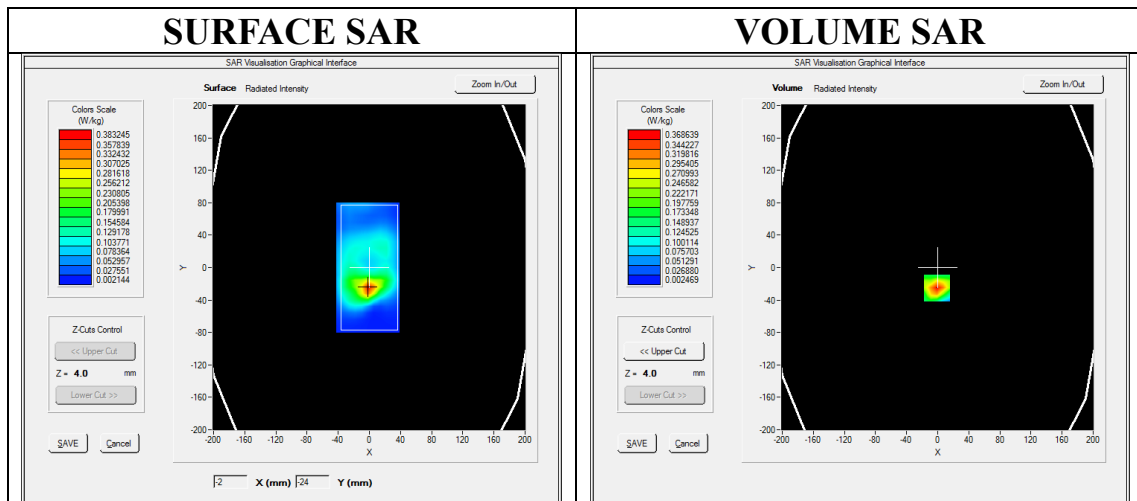 SURFACE SAR
SAR Visualisation Graphical Interface
Surface Radiated Intensity
Zoom In/Out
Colors Scale
(W/kg)
0.383245
0.357839
0.332432
0.307025
0.281618
0.256212
0.230805
0.205398
0.179991
0.154584
0.129178
0.103771
0.078364
0.052957
0.027551
0.002144
200
160
120
80
40
0
-40
-80
-120
-160
-200
Y
-200 -160 -120 -80 -40 0 40 80 120 160 200
X
Z-Cuts Control
<< Upper Cut
Z = 4.0 mm
Lower Cut >>
SAVE Cancel
-2 X (mm) -24 Y (mm)
VOLUME SAR
SAR Visualisation Graphical Interface
Volume Radiated Intensity
Zoom In/Out
Colors Scale
(W/kg)
0.368639
0.344227
0.319816
0.295405
0.270993
0.246582
0.222171
0.197759
0.173348
0.148937
0.124525
0.100114
0.075703
0.051291
0.026880
0.002469
200
160
120
80
40
0
-40
-80
-120
-160
-200
Y
-200 -160 -120 -80 -40 0 40 80 120 160 200
X
Z-Cuts Control
<< Upper Cut
Z = 4.0 mm
Lower Cut >>
SAVE Cancel